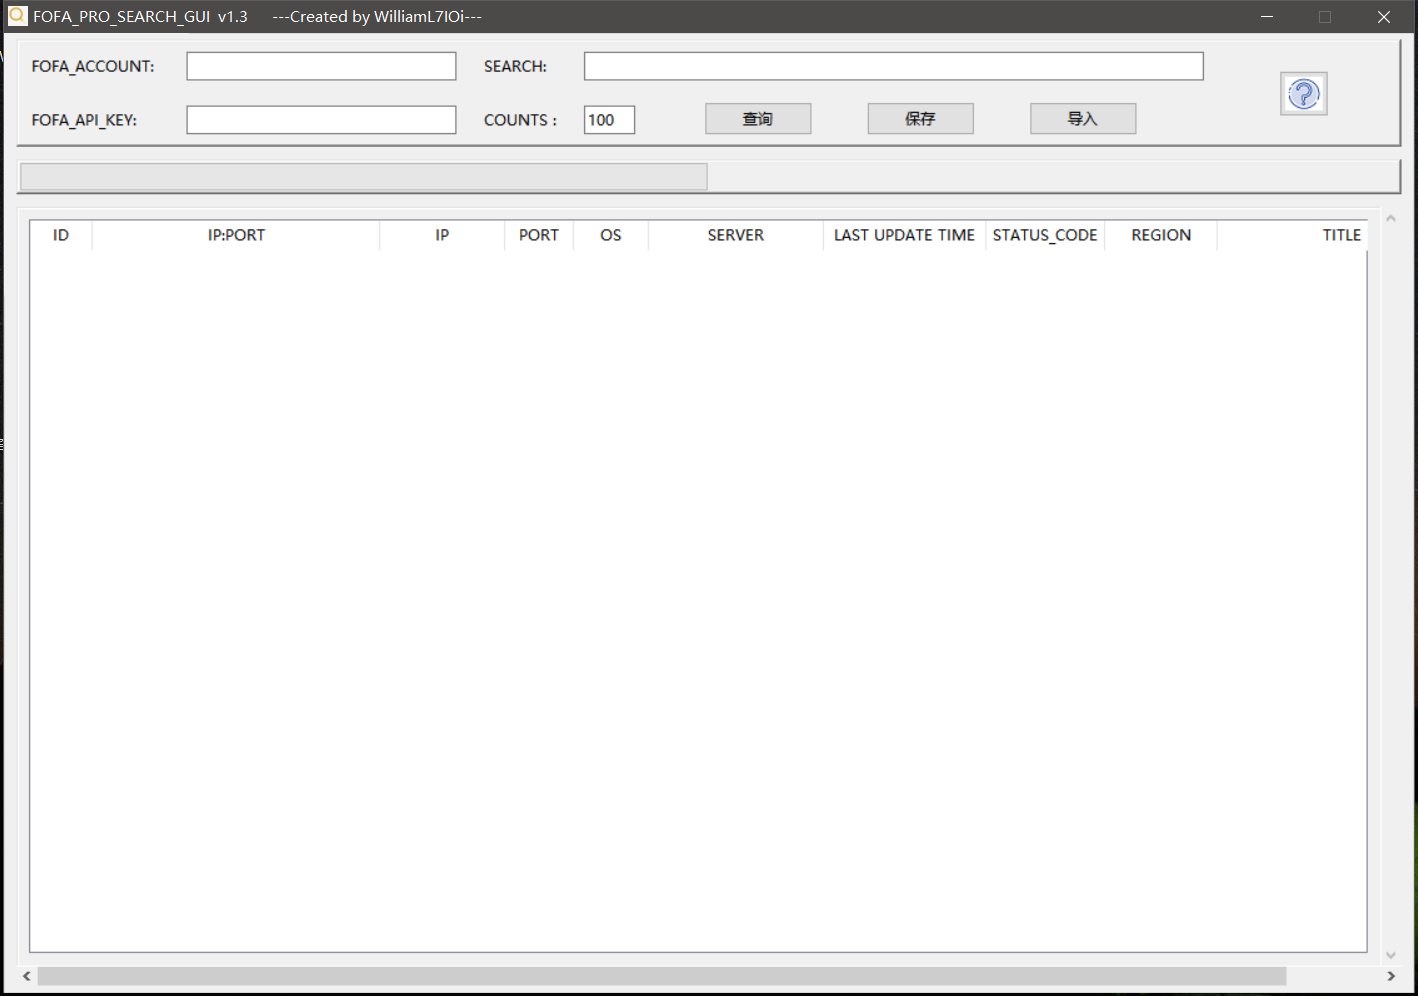 FOFA_PRO_SEARCH_GUI v1.3 ---Created by WilliamL7IOi---
FOFA_ACCOUNT: SEARCH:
FOFA_API_KEY: COUNTS : 100 查询 保存 导入
ID IP:PORT IP PORT OS SERVER LAST UPDATE TIME STATUS_CODE REGION TITLE